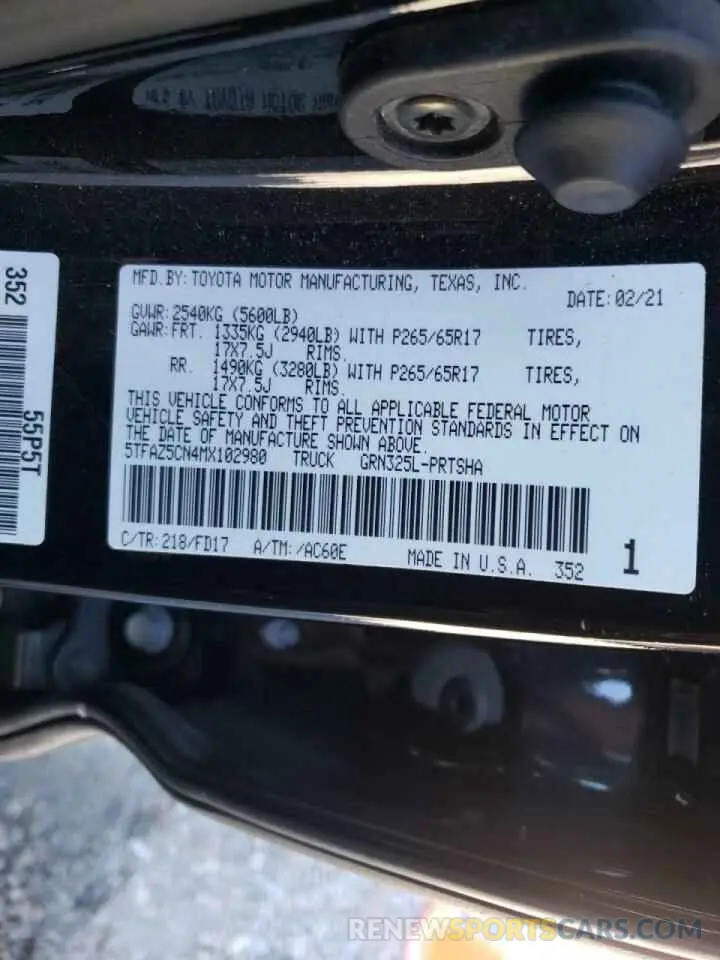 MFD.BY:TOYOTA MOTOR MANUFACTURING, TEXAS, INC.
DATE:02/21
GVWR:2540KG (5600LB)
GAWR:FRT. 1335KG (2940LB) WITH P265/65R17 TIRES,
17X7.5J RIMS.
RR. 1490KG (3280LB) WITH P265/65R17 TIRES,
17X7.5J RIMS.
THIS VEHICLE CONFORMS TO ALL APPLICABLE FEDERAL MOTOR
VEHICLE SAFETY AND THEFT PREVENTION STANDARDS IN EFFECT ON
THE DATE OF MANUFACTURE SHOWN ABOVE.
5TFAZ5CN4MX102980 TRUCK GRN325L-PRTSHA
C/TR:218/FD17 A/TM:/AC60E MADE IN U.S.A. 352
1
352
55P5T
RENEWSPORTSCARS.COM